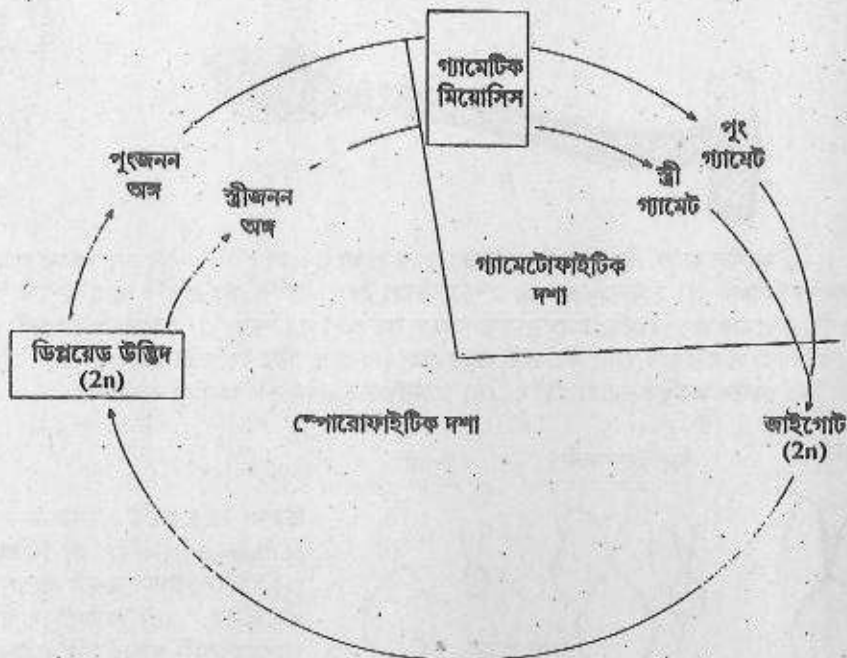 গ্যামেটিক
মিয়োসিস
পুং
গ্যামেট
স্ত্রী
গ্যামেট
পুংজনন
অঙ্গ
স্ত্রীজনন
অঙ্গ
গ্যামেটোফাইটিক
দশা
ডিপ্লয়েড উদ্ভিদ
(2n)
স্পোরোফাইটিক দশা
জাইগোট
(2n)